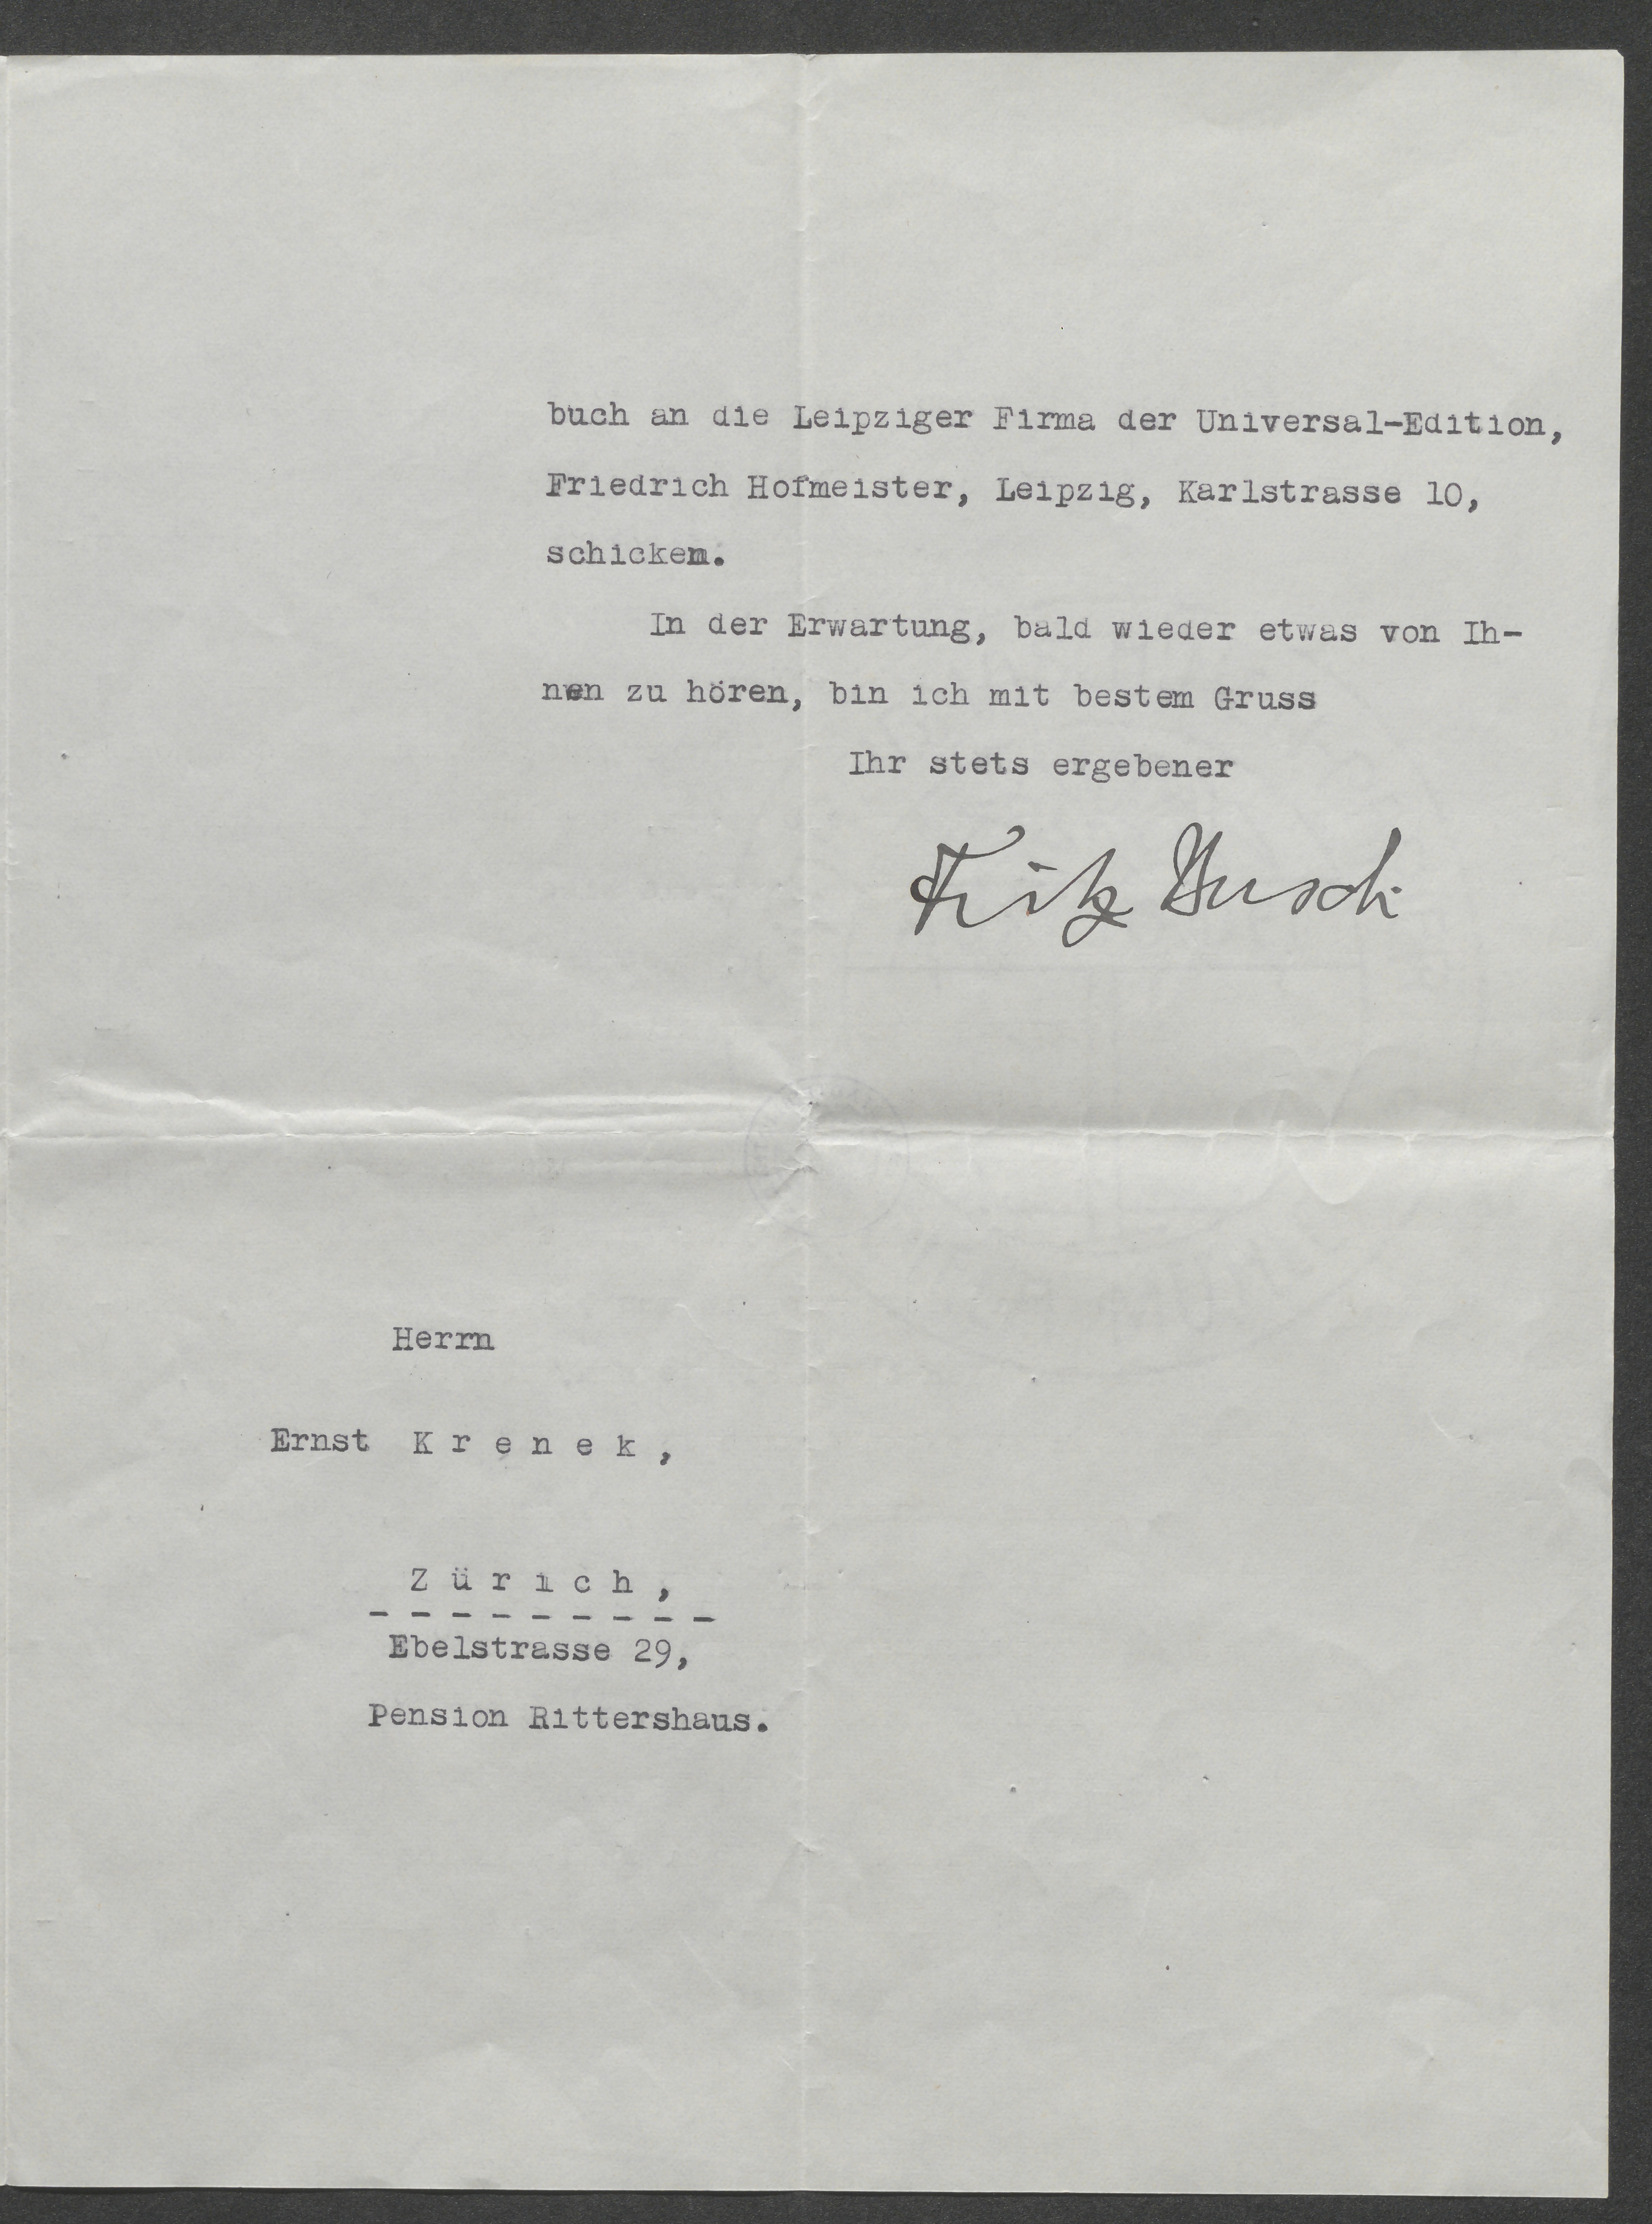 buch an die Leipziger Firma der Universal-Edition,
Friedrich Hofmeister, Leipzig, Karlstrasse 10,
schicken.
In der Erwartung, bald wieder etwas von Ih-
nen zu hören, bin ich mit bestem Gruss
Ihr stets ergebener
Fritz Busch
Herrn
Ernst K r e n e k ,
Z ü r i c h ,
- - - - - - - - -
Ebelstrasse 29,
Pension Rittershaus.